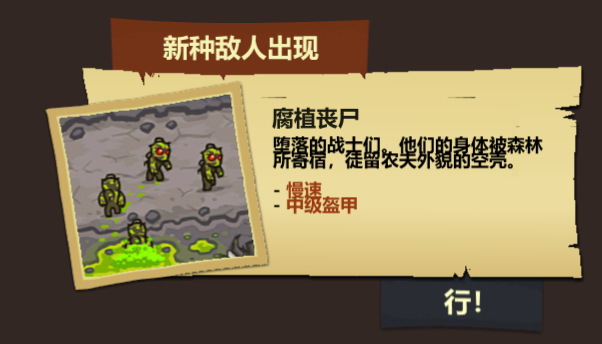 新种敌人出现
腐植丧尸
堕落的战士们。他们的身体被森林
所寄宿，徒留农夫外貌的空壳。
- 慢速
- 中级盔甲
行！